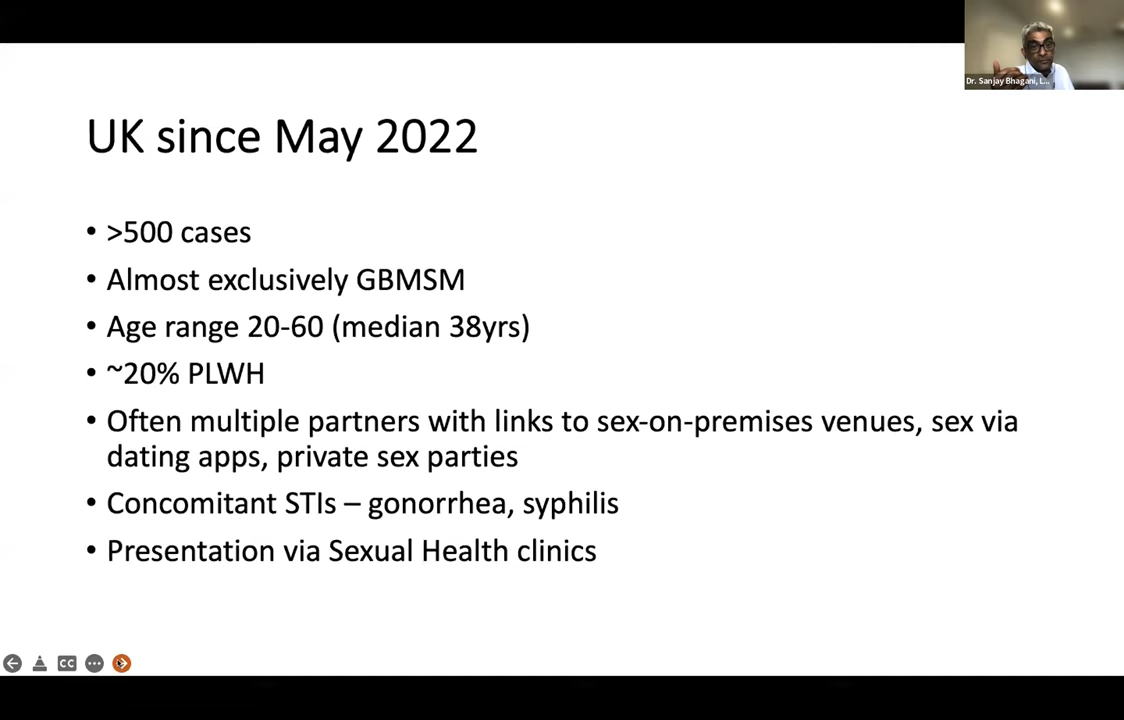 Dr. Sanjay Bhagani, L...
UK since May 2022
• >500 cases
• Almost exclusively GBMSM
• Age range 20-60 (median 38yrs)
• ~20% PLWH
• Often multiple partners with links to sex-on-premises venues, sex via
dating apps, private sex parties
• Concomitant STIs – gonorrhea, syphilis
• Presentation via Sexual Health clinics
CC